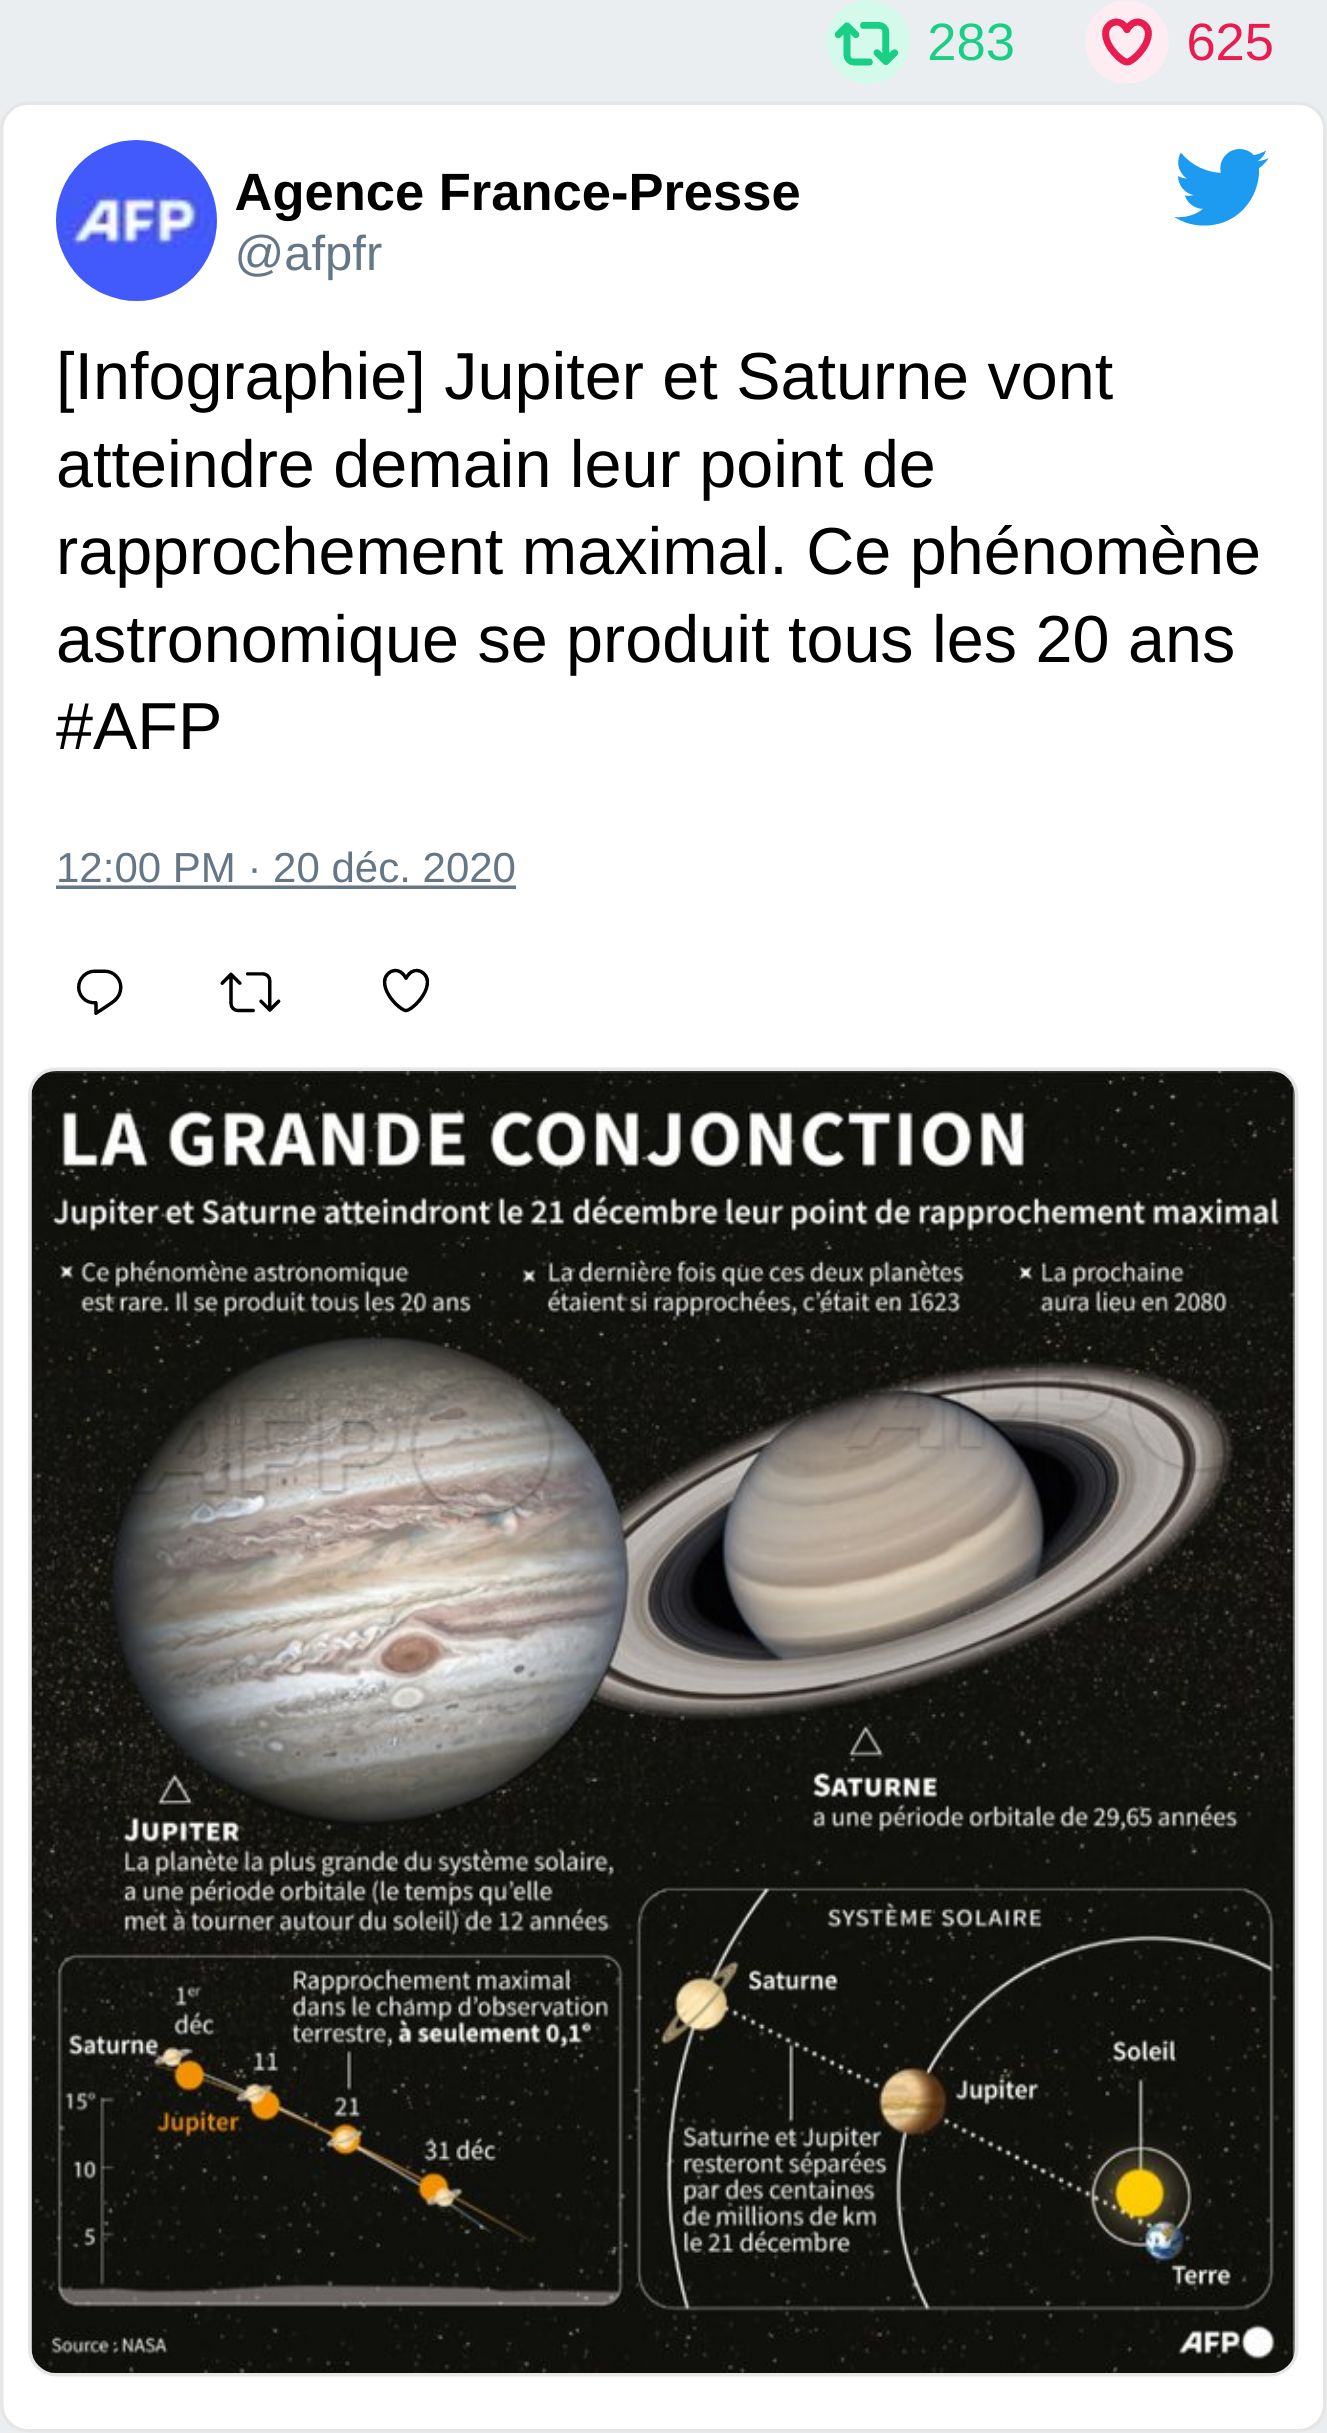 283 625
AFP
Agence France-Presse
@afpfr
[Infographie] Jupiter et Saturne vont
atteindre demain leur point de
rapprochement maximal. Ce phénomène
astronomique se produit tous les 20 ans
#AFP
12:00 PM · 20 déc. 2020
LA GRANDE CONJONCTION
Jupiter et Saturne atteindront le 21 décembre leur point de rapprochement maximal
Ce phénomène astronomique
est rare. Il se produit tous les 20 ans
La dernière fois que ces deux planètes
étaient si rapprochées, c'était en 1623
La prochaine
aura lieu en 2080
AFP
AFP
SATURNE
a une période orbitale de 29,65 années
JUPITER
La planète la plus grande du système solaire,
a une période orbitale (le temps qu'elle
met à tourner autour du soleil) de 12 années
Rapprochement maximal
dans le champ d'observation
terrestre, à seulement 0,1°
1er
déc
Saturne
11
15°
Jupiter
21
31 déc
10
5
SYSTÈME SOLAIRE
Saturne
Soleil
Jupiter
Saturne et Jupiter
resteront séparées
par des centaines
de millions de km
le 21 décembre
Terre
Source : NASA
AFP